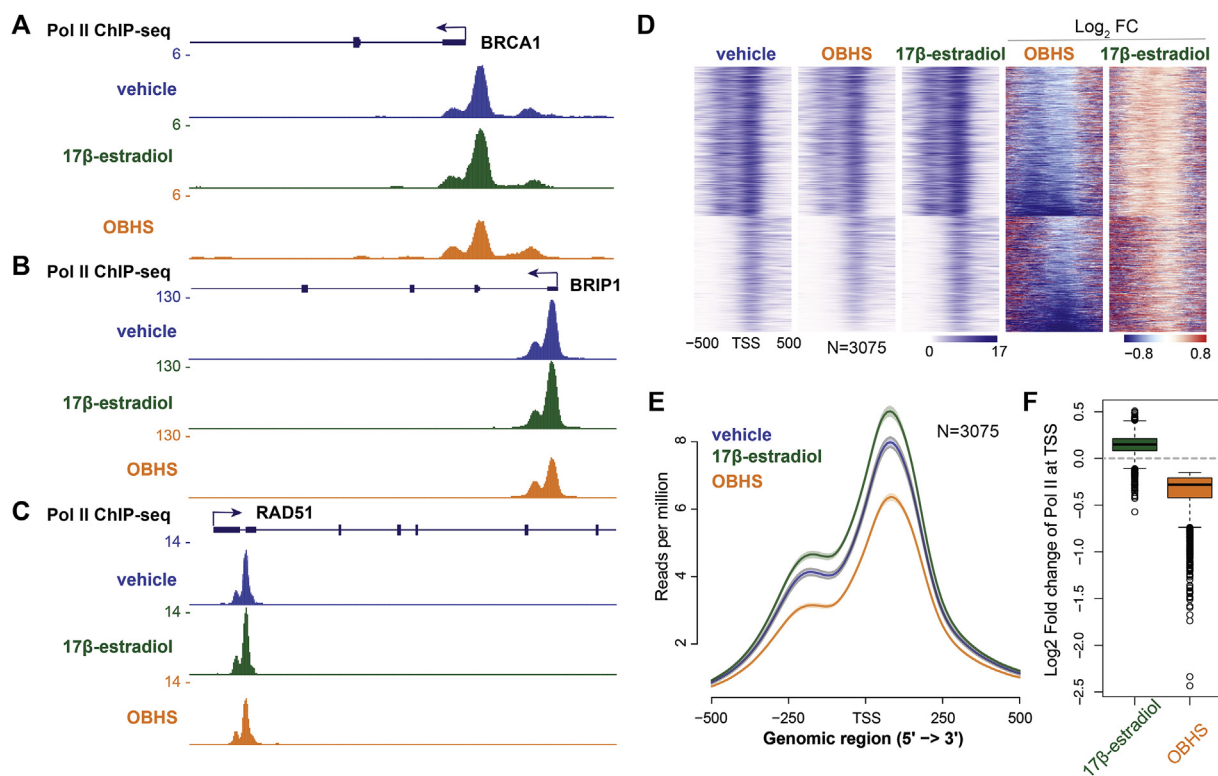 A
Pol II ChIP-seq
BRCA1
6
vehicle
6
17β-estradiol
6
OBHS
B
Pol II ChIP-seq
BRIP1
130
vehicle
130
17β-estradiol
130
OBHS
C
Pol II ChIP-seq
RAD51
14
vehicle
14
17β-estradiol
14
OBHS
D
Log2 FC
vehicle OBHS 17β-estradiol OBHS 17β-estradiol
−500 TSS 500 N=3075 0 17 −0.8 0.8
E
vehicle
17β-estradiol
OBHS
N=3075
Reads per million
8
6
4
2
−500 −250 TSS 250 500
Genomic region (5' −> 3')
F
Log2 Fold change of Pol II at TSS
0.5
0.0
−0.5
−1.0
−1.5
−2.0
−2.5
17β-estradiol
OBHS